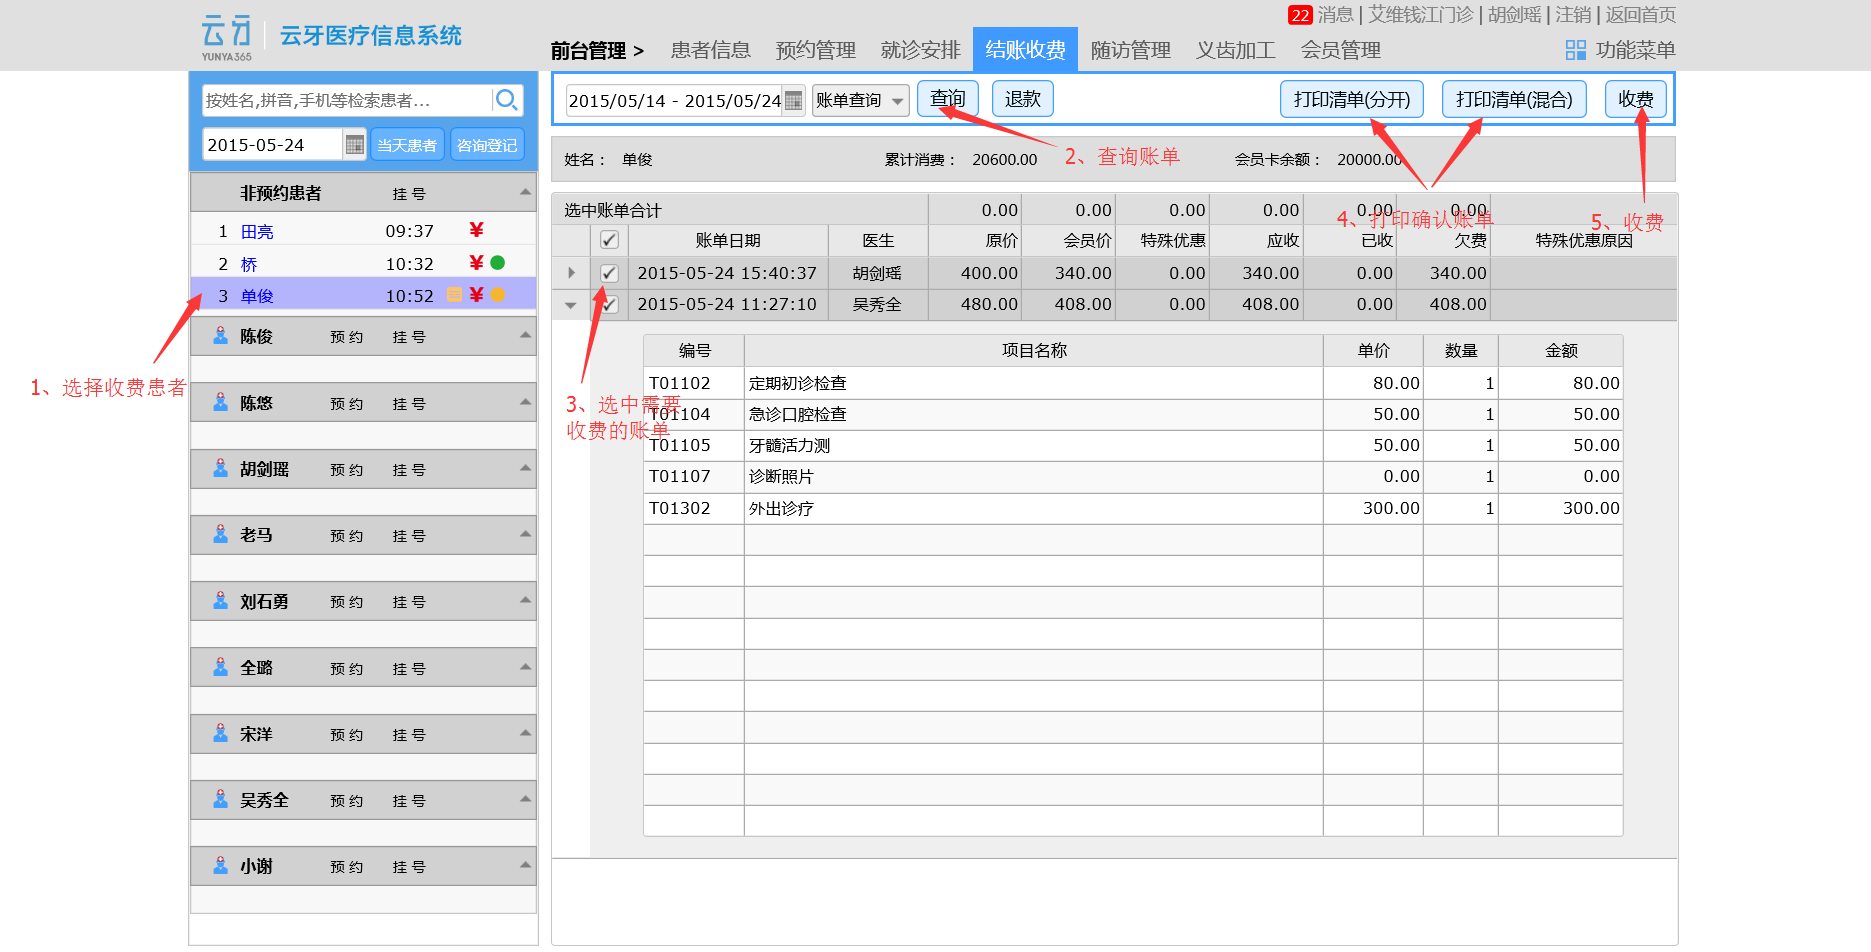 22 消息 | 艾维钱江门诊 | 胡剑瑶 | 注销 | 返回首页
云牙
YUNYA365
云牙医疗信息系统
前台管理 > 患者信息 预约管理 就诊安排 结账收费 随访管理 义齿加工 会员管理 功能菜单
按姓名,拼音,手机等检索患者...
2015-05-24 当天患者 咨询登记
非预约患者 挂号
1 田亮 09:37 ¥
2 桥 10:32 ¥
3 单俊 10:52 ¥
陈俊 预约 挂号
陈悠 预约 挂号
胡剑瑶 预约 挂号
老马 预约 挂号
刘石勇 预约 挂号
全璐 预约 挂号
宋洋 预约 挂号
吴秀全 预约 挂号
小谢 预约 挂号
1、选择收费患者
2015/05/14 - 2015/05/24 账单查询 查询 退款 打印清单(分开) 打印清单(混合) 收费
姓名： 单俊 累计消费： 20600.00 会员卡余额： 20000.00
2、查询账单
4、打印确认账单
5、收费
选中账单合计 0.00 0.00 0.00 0.00 0.00 0.00
账单日期 医生 原价 会员价 特殊优惠 应收 已收 欠费 特殊优惠原因
2015-05-24 15:40:37 胡剑瑶 400.00 340.00 0.00 340.00 0.00 340.00
2015-05-24 11:27:10 吴秀全 480.00 408.00 0.00 408.00 0.00 408.00
3、选中需要
收费的账单
编号 项目名称 单价 数量 金额
T01102 定期初诊检查 80.00 1 80.00
T01104 急诊口腔检查 50.00 1 50.00
T01105 牙髓活力测 50.00 1 50.00
T01107 诊断照片 0.00 1 0.00
T01302 外出诊疗 300.00 1 300.00